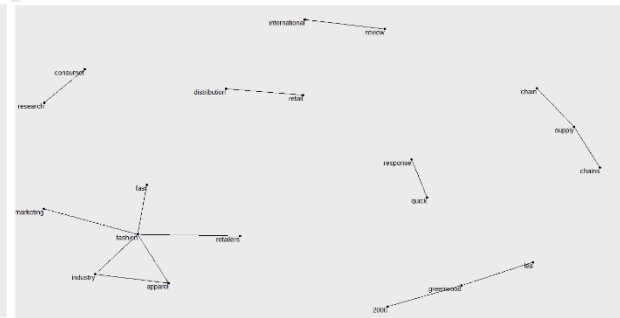 international
review
consumer
research
distribution
retail
chain
supply
chains
response
quick
fast
marketing
fashion
retailers
industry
apparel
greenwood
2000